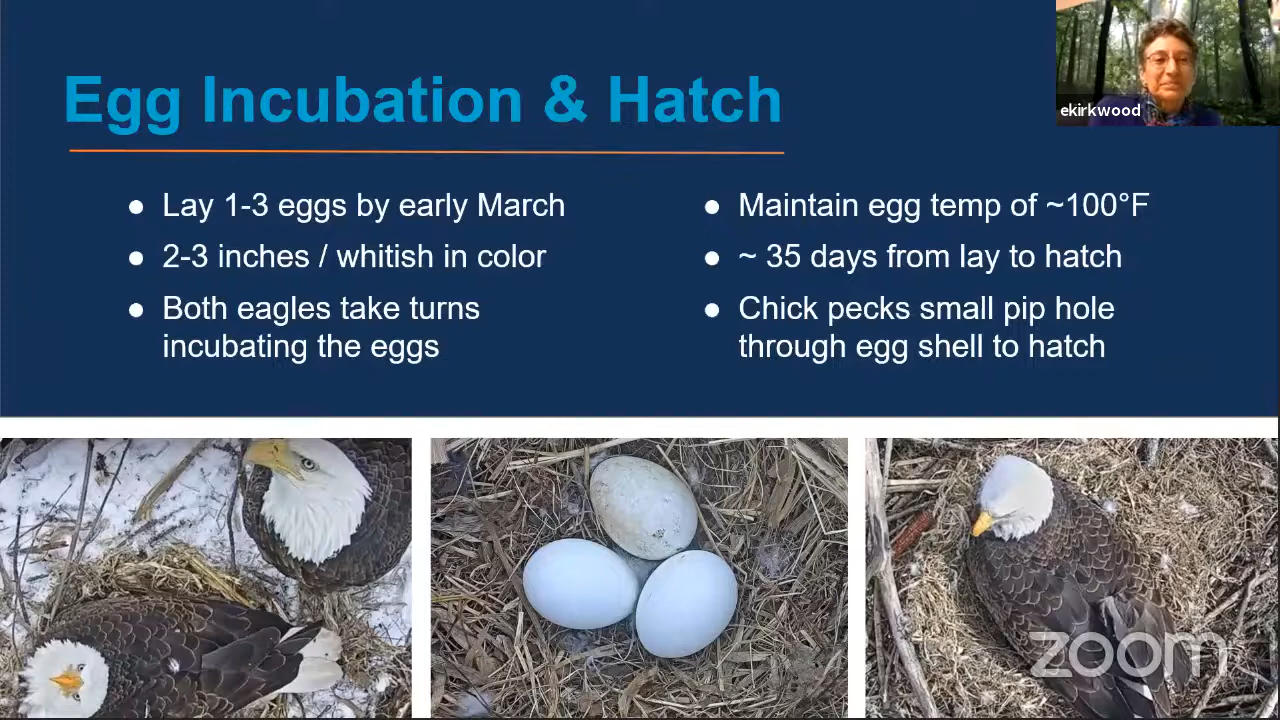 Egg Incubation & Hatch
ekirkwood
● Lay 1-3 eggs by early March
● 2-3 inches / whitish in color
● Both eagles take turns
incubating the eggs
● Maintain egg temp of ~100°F
● ~ 35 days from lay to hatch
● Chick pecks small pip hole
through egg shell to hatch
zoom